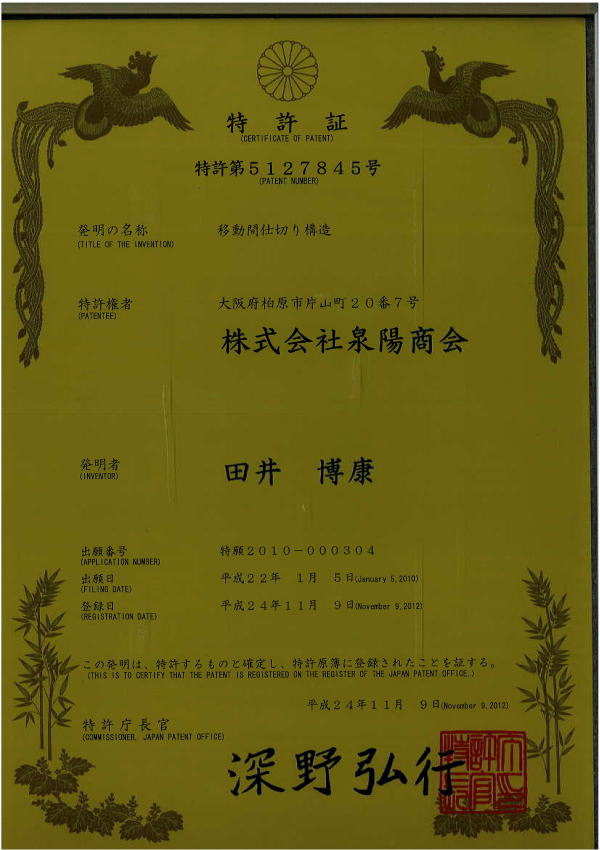 特許証
(CERTIFICATE OF PATENT)
特許第5127845号
(PATENT NUMBER)
発明の名称 移動間仕切り構造
(TITLE OF THE INVENTION)
特許権者 大阪府柏原市片山町20番7号
(PATENTEE)
株式会社泉陽商会
発明者 田井 博康
(INVENTOR)
出願番号 特願2010-000304
(APPLICATION NUMBER)
出願日 平成22年 1月 5日(January 5,2010)
(FILING DATE)
登録日 平成24年11月 9日(November 9,2012)
(REGISTRATION DATE)
この発明は、特許するものと確定し、特許原簿に登録されたことを証する。
(THIS IS TO CERTIFY THAT THE PATENT IS REGISTERED ON THE REGISTER OF THE JAPAN PATENT OFFICE.)
平成24年11月 9日(November 9,2012)
特許庁長官
(COMMISSIONER, JAPAN PATENT OFFICE)
深野弘行